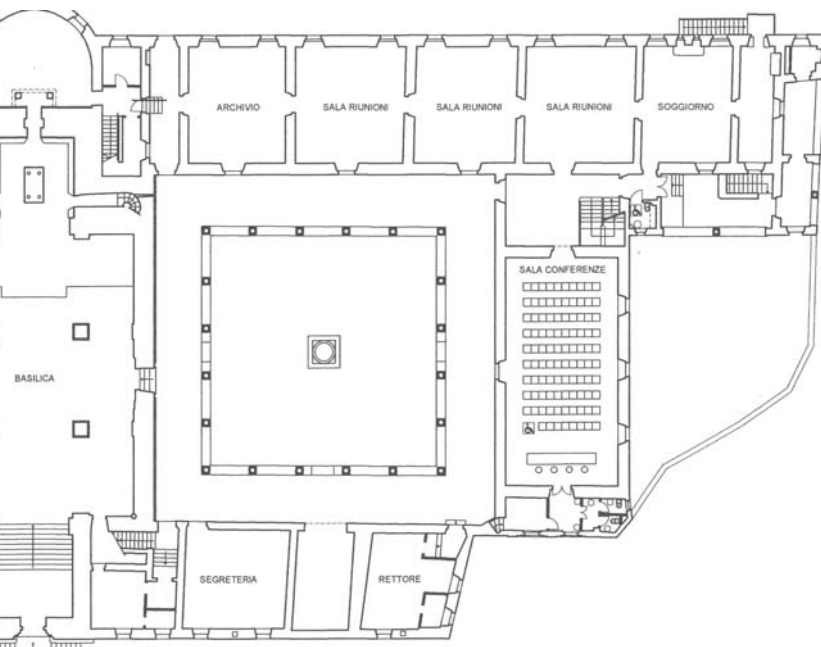 ARCHIVIO
SALA RIUNIONI
SALA RIUNIONI
SALA RIUNIONI
SOGGIORNO
SALA CONFERENZE
BASILICA
SEGRETERIA
RETTORE